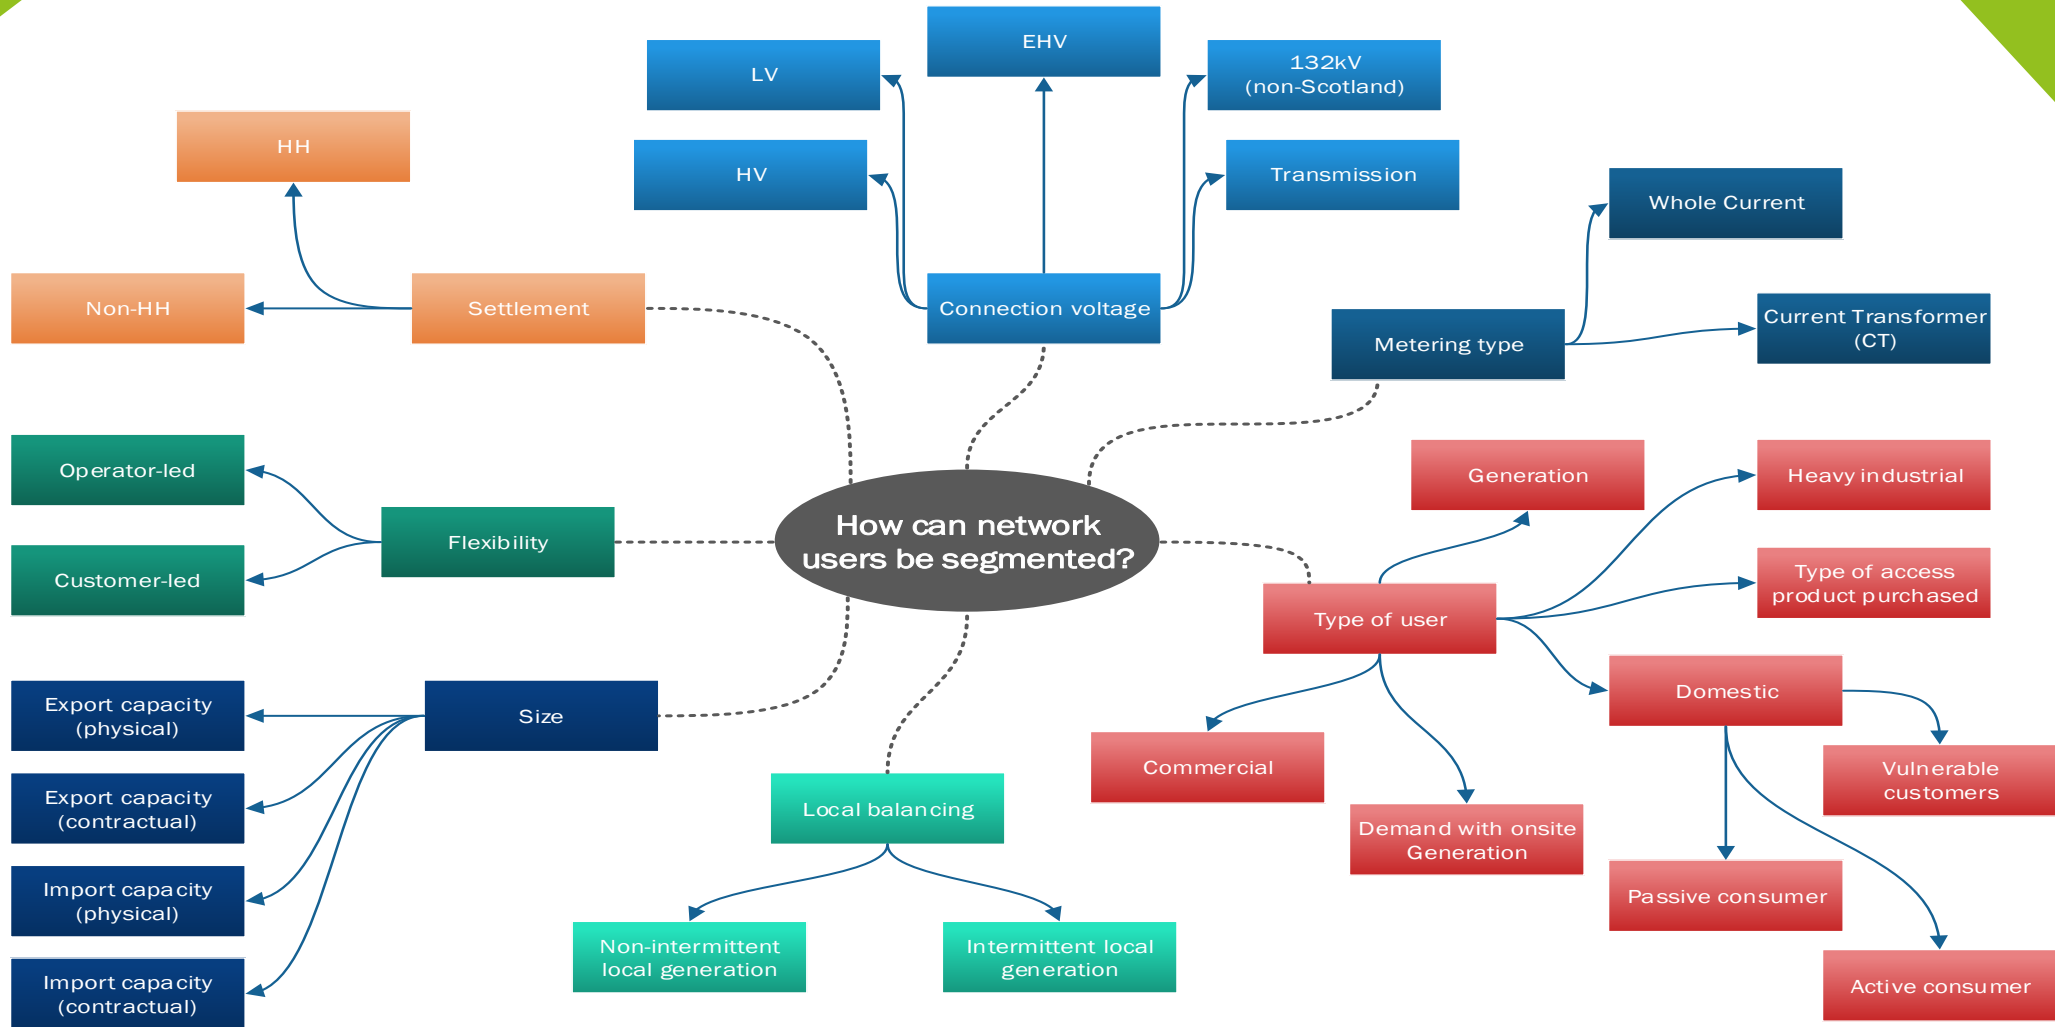 EHV
LV
132kV
(non-Scotland)
HH
HV
Transmission
Whole Current
Non-HH
Settlement
Connection voltage
Metering type
Current Transformer
(CT)
Operator-led
Generation
Heavy industrial
How can network
users be segmented?
Flexibility
Customer-led
Type of access
product purchased
Type of user
Domestic
Export capacity
(physical)
Size
Commercial
Vulnerable
customers
Export capacity
(contractual)
Local balancing
Demand with onsite
Generation
Import capacity
(physical)
Passive consumer
Non-intermittent
local generation
Intermittent local
generation
Import capacity
(contractual)
Active consumer